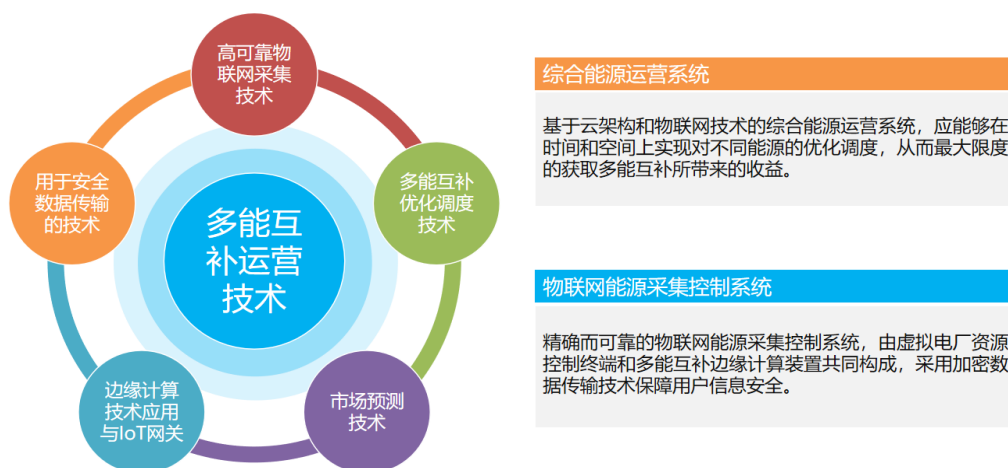 高可靠物
联网采集
技术
用于安全
数据传输
的技术
多能互补
优化调度
技术
多能互
补运营
技术
边缘计算
技术应用
与IoT网关
市场预测
技术
综合能源运营系统
基于云架构和物联网技术的综合能源运营系统，应能够在
时间和空间上实现对不同能源的优化调度，从而最大限度
的获取多能互补所带来的收益。
物联网能源采集控制系统
精确而可靠的物联网能源采集控制系统，由虚拟电厂资源
控制终端和多能互补边缘计算装置共同构成，采用加密数
据传输技术保障用户信息安全。